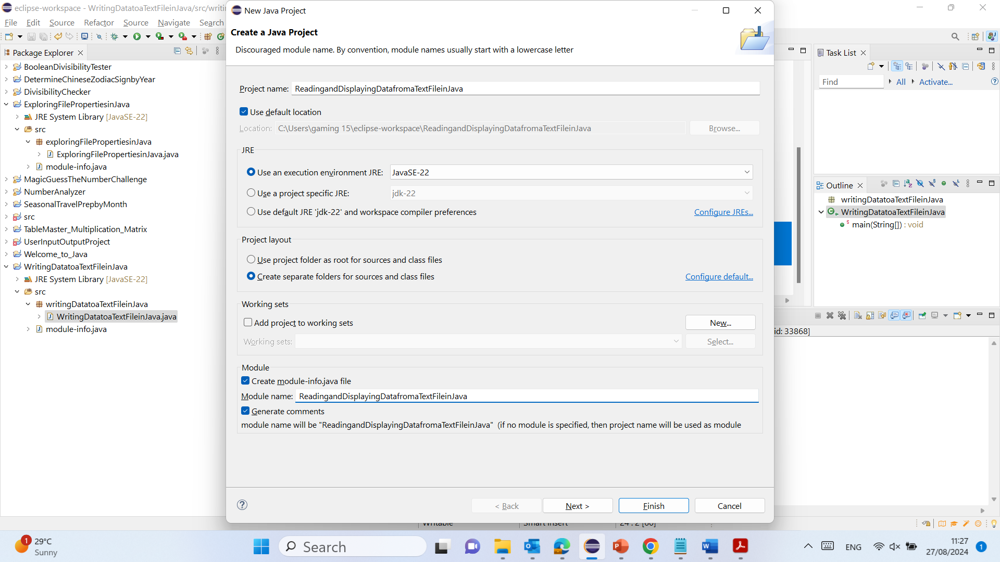 eclipse-workspace - WritingDatatoaTextFileinJava/src/writi
File Edit Source Refactor Source Navigate Search
Package Explorer
BooleanDivisibilityTester
DetermineChineseZodiacSignbyYear
DivisibilityChecker
ExploringFilePropertiesinJava
JRE System Library [JavaSE-22]
src
exploringFilePropertiesinJava
ExploringFilePropertiesinJava.java
module-info.java
MagicGuessTheNumberChallenge
NumberAnalyzer
SeasonalTravelPrepbyMonth
src
TableMaster_Multiplication_Matrix
UserInputOutputProject
Welcome_to_Java
WritingDatatoaTextFileinJava
JRE System Library [JavaSE-22]
src
writingDatatoaTextFileinJava
WritingDatatoaTextFileinJava.java
module-info.java
New Java Project
Create a Java Project
Discouraged module name. By convention, module names usually start with a lowercase letter
Project name: ReadingandDisplayingDatafromaTextFileinJava
Use default location
Location: C:\Users\gaming 15\eclipse-workspace\ReadingandDisplayingDatafromaTextFileinJava Browse...
JRE
Use an execution environment JRE: JavaSE-22
Use a project specific JRE: jdk-22
Use default JRE 'jdk-22' and workspace compiler preferences Configure JREs...
Project layout
Use project folder as root for sources and class files
Create separate folders for sources and class files Configure default...
Working sets
Add project to working sets New...
Working sets: Select...
Module
Create module-info.java file
Module name: ReadingandDisplayingDatafromaTextFileinJava
Generate comments
module name will be "ReadingandDisplayingDatafromaTextFileinJava" (if no module is specified, then project name will be used as module
< Back Next > Finish Cancel
Task List
Find All Activate...
Outline
writingDatatoaTextFileinJava
WritingDatatoaTextFileinJava
main(String[]) : void
id: 33868]
Writable Smart Insert 24 : 2 [60]
1 29°C
Sunny
Search
ENG
11:27
27/08/2024
1